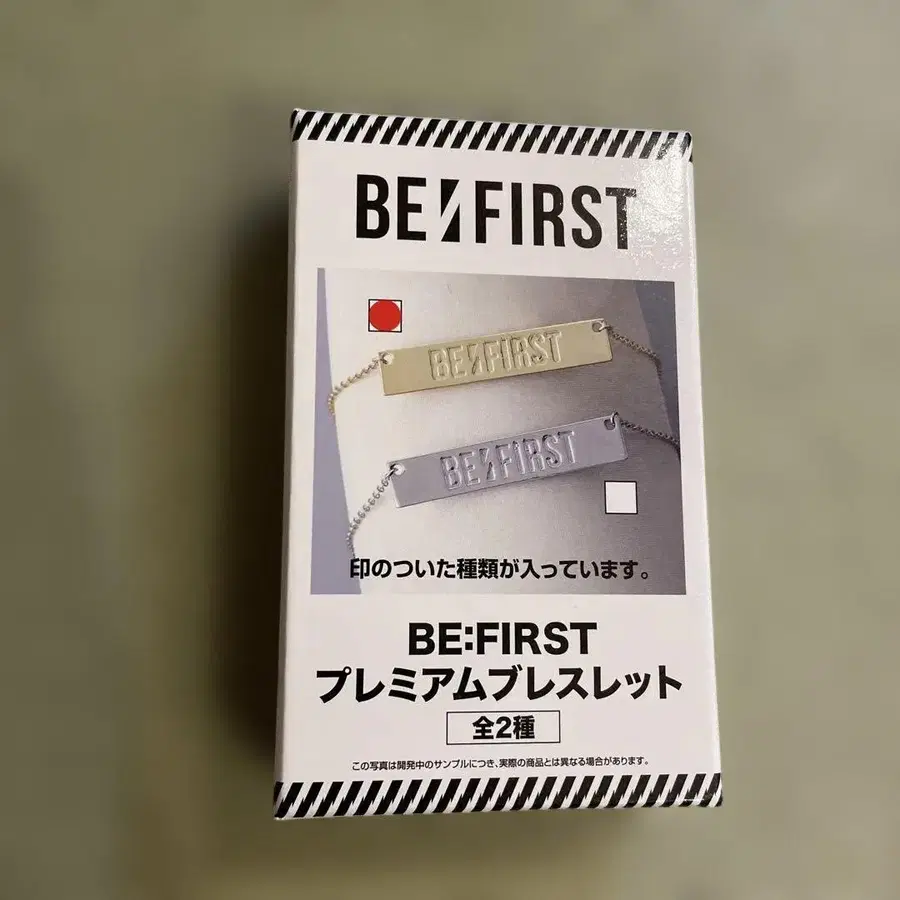 BE:FIRST
BE:FIRST
BE:FIRST
印のついた種類が入っています。
BE:FIRST
プレミアムブレスレット
全2種
この写真は開発中のサンプルにつき、実際の商品とは異なる場合があります。